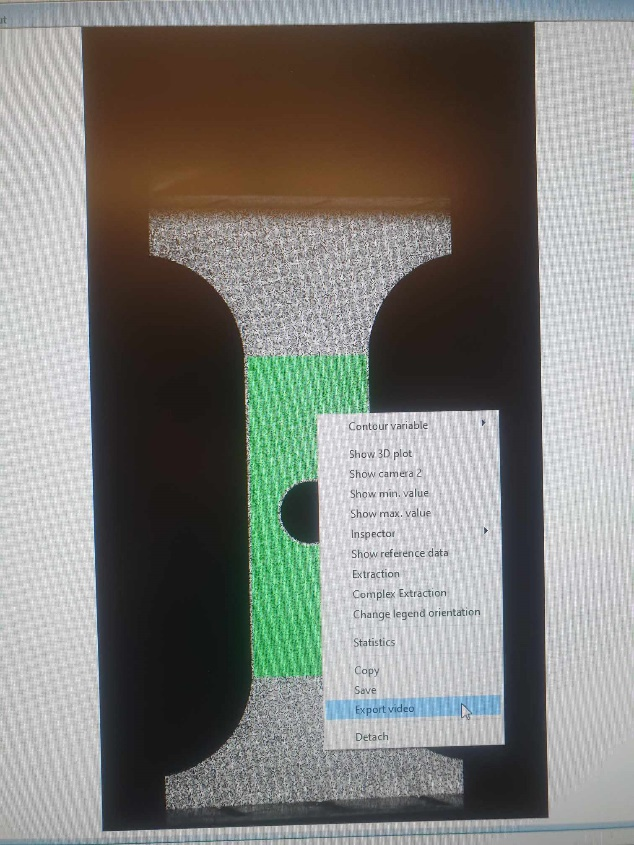 ut
Contour variable
Show 3D plot
Show camera 2
Show min. value
Show max. value
Inspector
Show reference data
Extraction
Complex Extraction
Change legend orientation
Statistics
Copy
Save
Export video
Detach